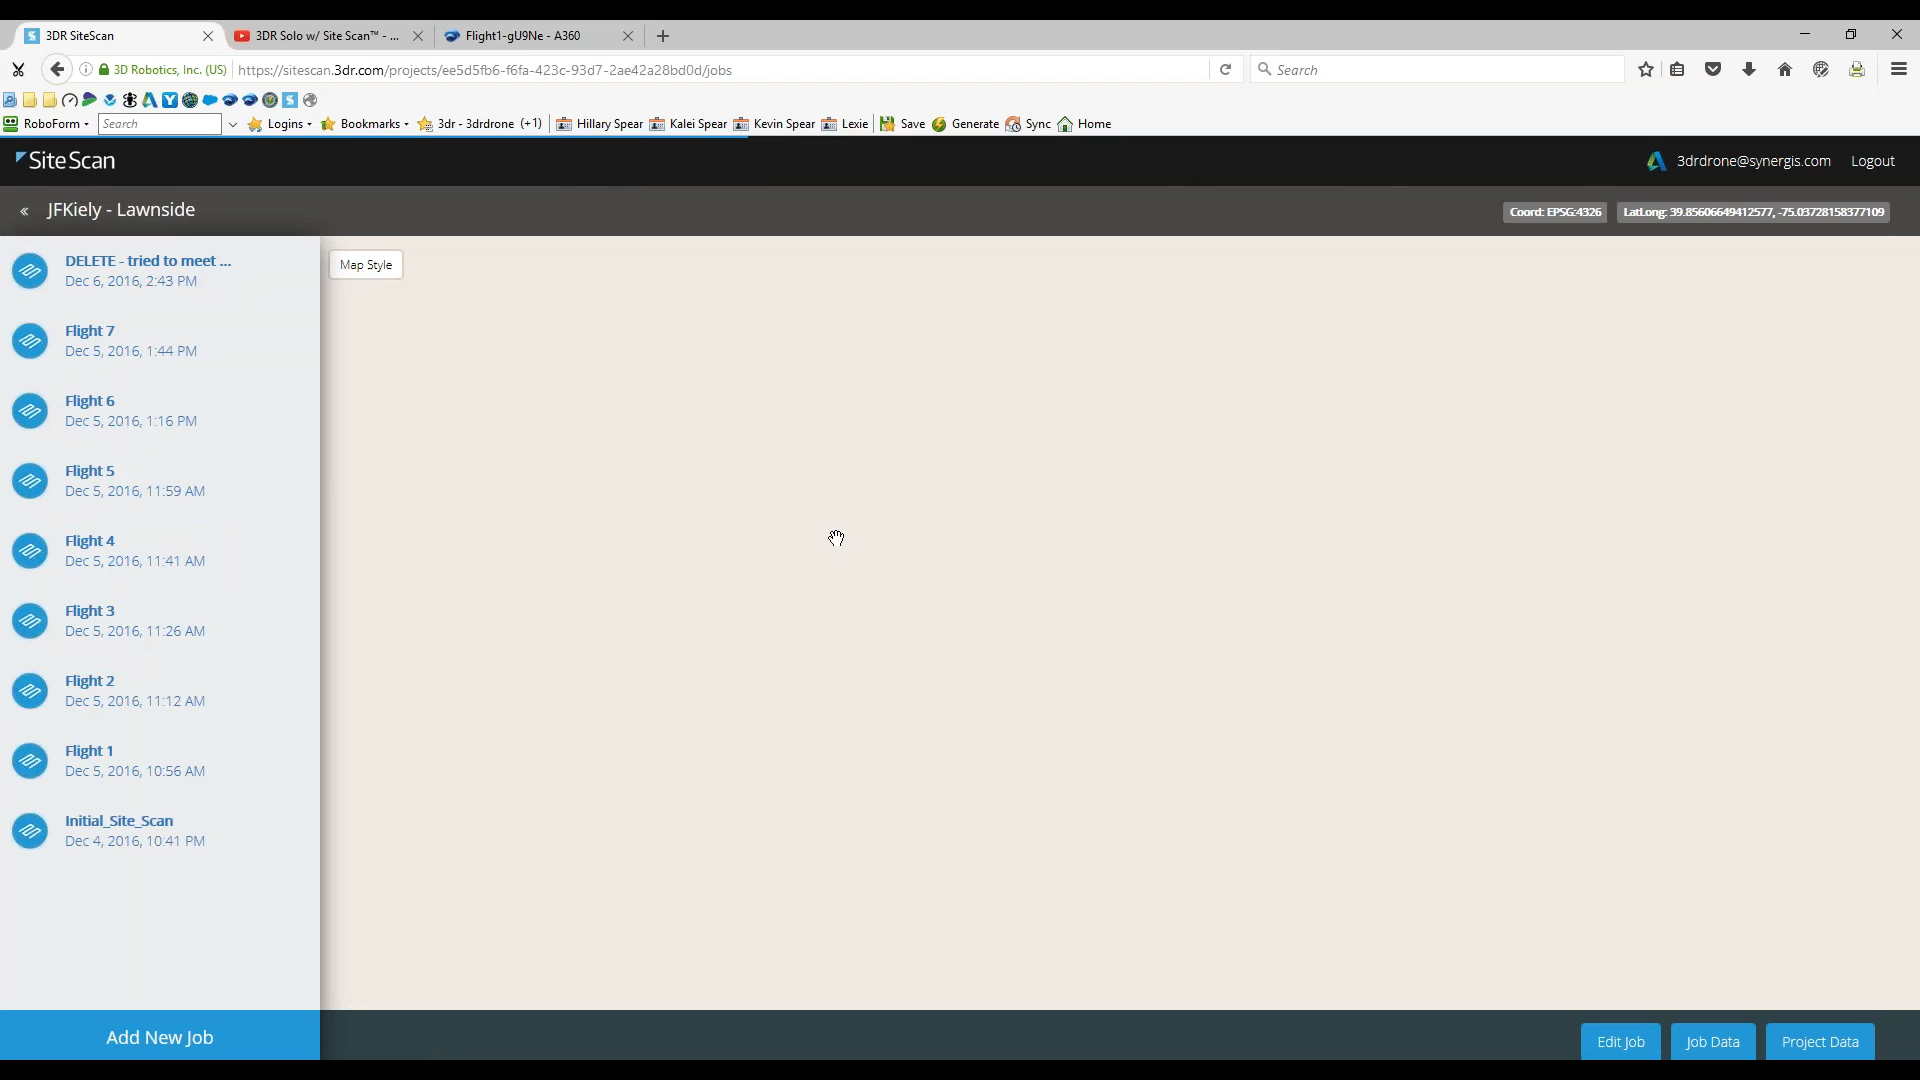 3DR SiteScan
3DR Solo w/ Site Scan™ - ...
Flight1-gU9Ne - A360
3D Robotics, Inc. (US)
https://sitescan.3dr.com/projects/ee5d5fb6-f6fa-423c-93d7-2ae42a28bd0d/jobs
Search
RoboForm
Search
Logins
Bookmarks
3dr - 3drdrone (+1)
Hillary Spear
Kalei Spear
Kevin Spear
Lexie
Save
Generate
Sync
Home
SiteScan
3drdrone@synergis.com
Logout
« JFKiely - Lawnside
Coord: EPSG:4326
LatLong: 39.85606649412577, -75.03728158377109
Map Style
DELETE - tried to meet ...
Dec 6, 2016, 2:43 PM
Flight 7
Dec 5, 2016, 1:44 PM
Flight 6
Dec 5, 2016, 1:16 PM
Flight 5
Dec 5, 2016, 11:59 AM
Flight 4
Dec 5, 2016, 11:41 AM
Flight 3
Dec 5, 2016, 11:26 AM
Flight 2
Dec 5, 2016, 11:12 AM
Flight 1
Dec 5, 2016, 10:56 AM
Initial_Site_Scan
Dec 4, 2016, 10:41 PM
Add New Job
Edit Job
Job Data
Project Data